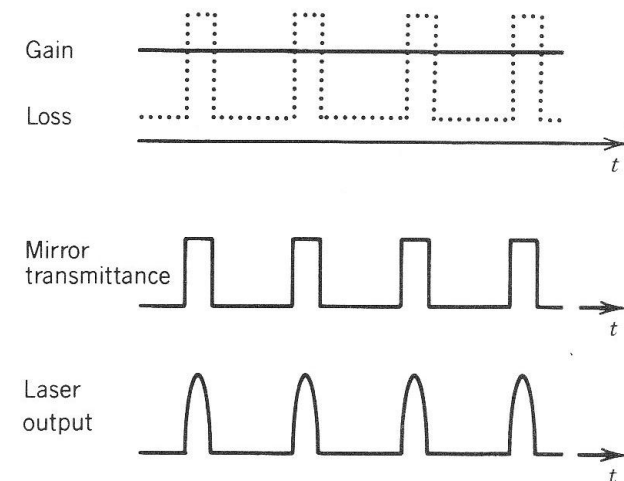 Gain
Loss
t
Mirror
transmittance
t
Laser
output
t